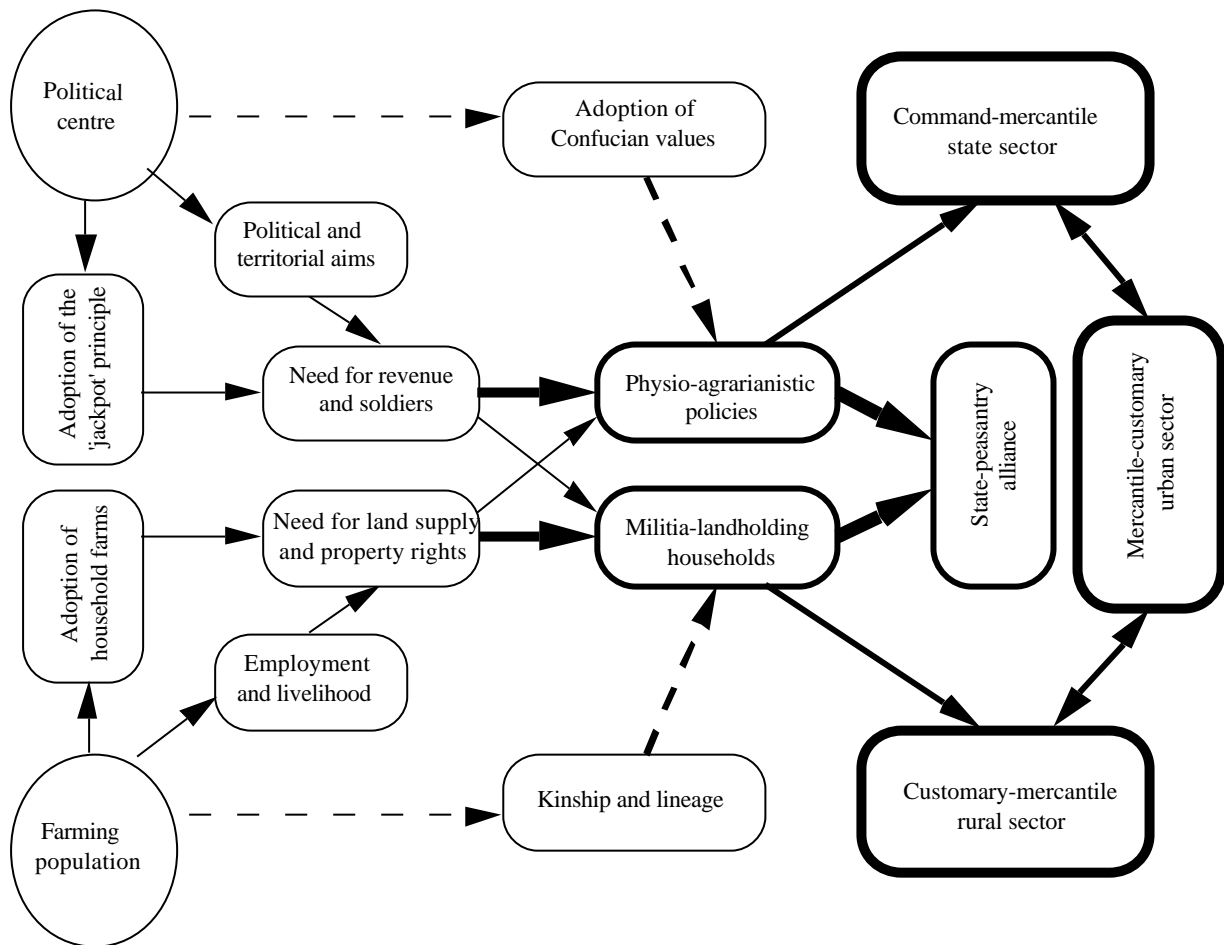 Political
centre
Adoption of
Confucian values
Command-mercantile
state sector
Political and
territorial aims
Adoption of the
'jackpot' principle
Need for revenue
and soldiers
Physio-agrarianistic
policies
State-peasantry
alliance
Mercantile-customary
urban sector
Adoption of
household farms
Need for land supply
and property rights
Militia-landholding
households
Employment
and livelihood
Kinship and lineage
Customary-mercantile
rural sector
Farming
population